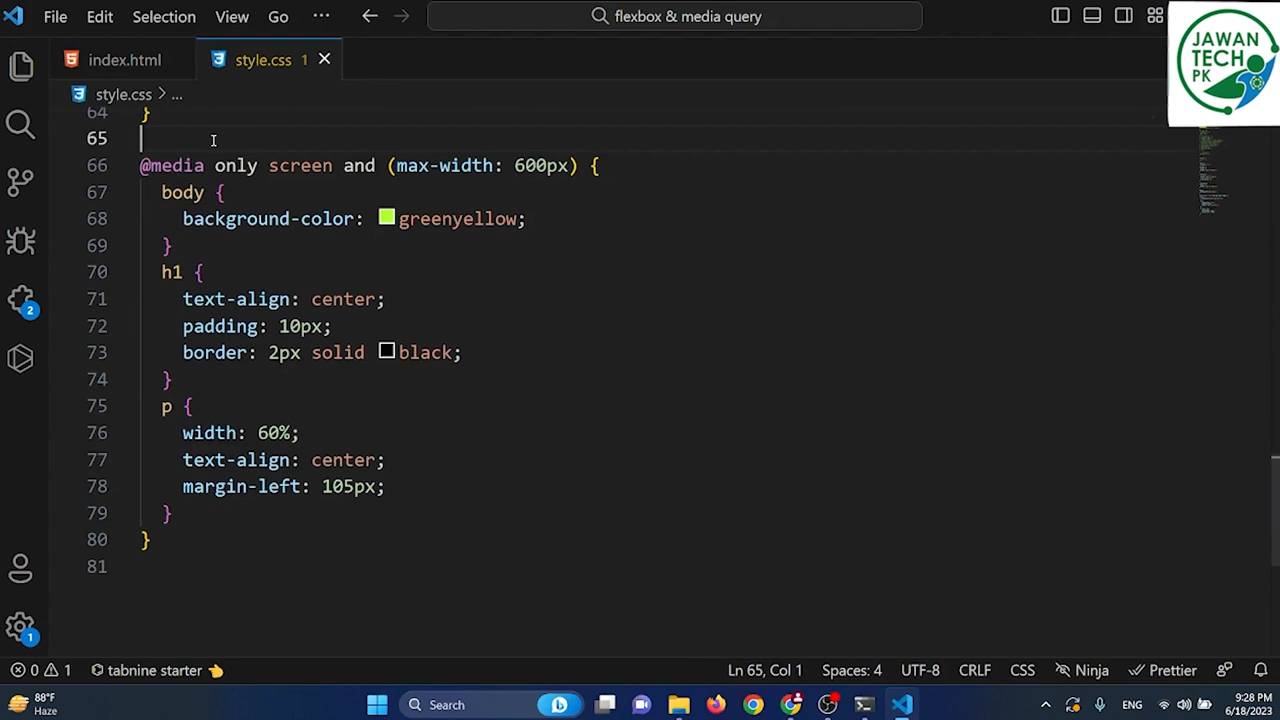 File Edit Selection View Go ··· flexbox & media query
JAWAN
TECH
PK
index.html style.css 1
style.css > ...
64 }
65
66 @media only screen and (max-width: 600px) {
67 body {
68 background-color: greenyellow;
69 }
70 h1 {
71 text-align: center;
72 padding: 10px;
73 border: 2px solid black;
74 }
75 p {
76 width: 60%;
77 text-align: center;
78 margin-left: 105px;
79 }
80 }
81
2
1
0 1 tabnine starter 👈 Ln 65, Col 1 Spaces: 4 UTF-8 CRLF CSS Ninja Prettier
88°F
Haze
Search
ENG
9:28 PM
6/18/2023